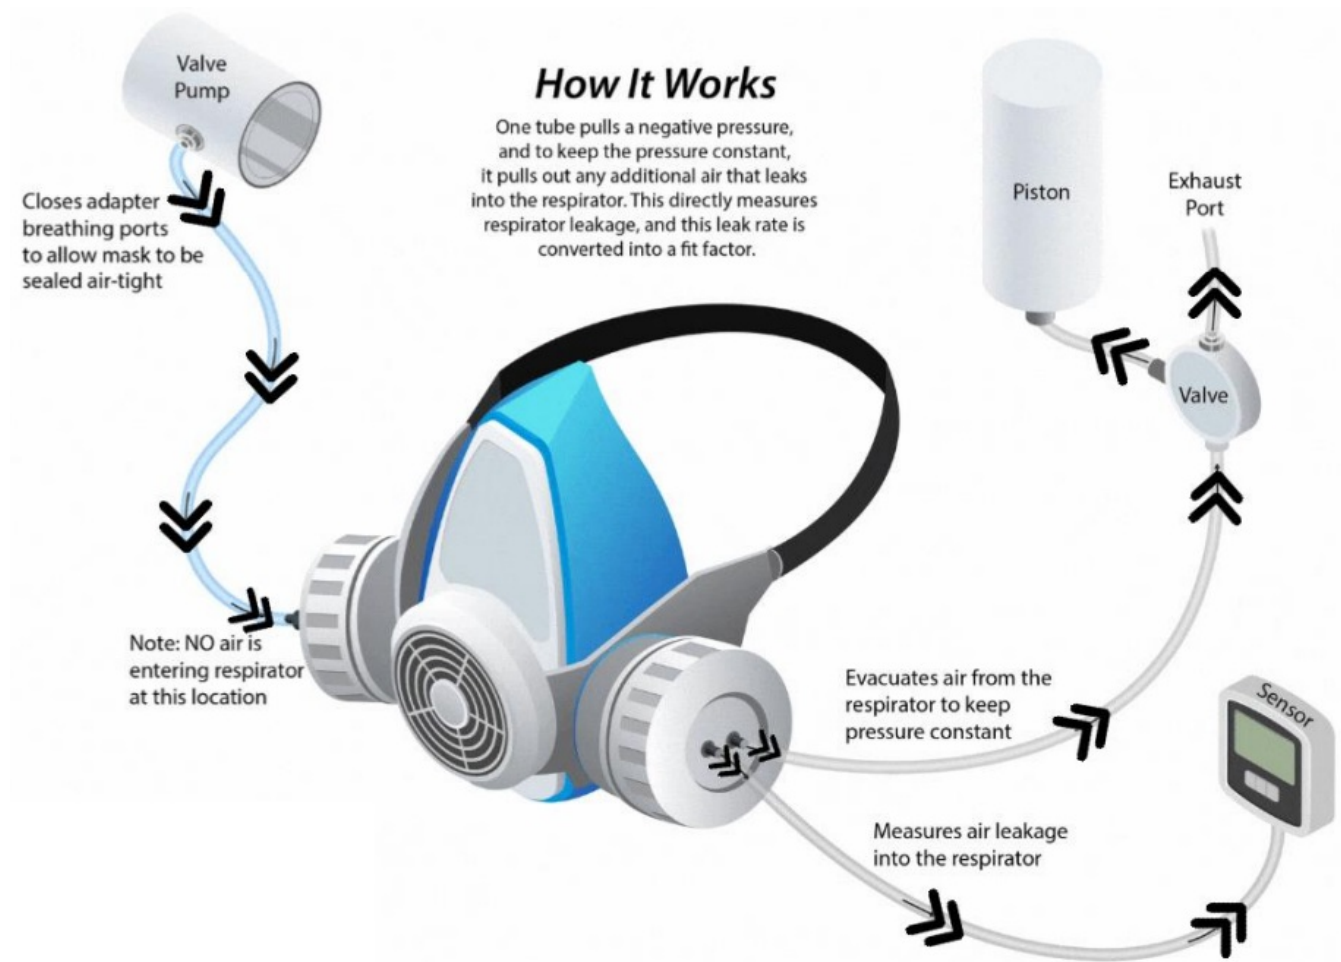 Valve
Pump
How It Works
One tube pulls a negative pressure,
and to keep the pressure constant,
it pulls out any additional air that leaks
into the respirator. This directly measures
respirator leakage, and this leak rate is
converted into a fit factor.
Piston
Exhaust
Port
Closes adapter
breathing ports
to allow mask to be
sealed air-tight
Valve
Note: NO air is
entering respirator
at this location
Evacuates air from the
respirator to keep
pressure constant
Sensor
Measures air leakage
into the respirator